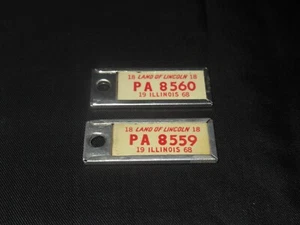 18 LAND OF LINCOLN 18
PA 8560
19 ILLINOIS 68
18 LAND OF LINCOLN 18
PA 8559
19 ILLINOIS 68